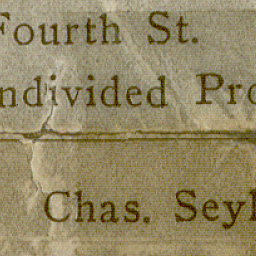 Fourth St.
ndivided Pro
Chas. Seyl